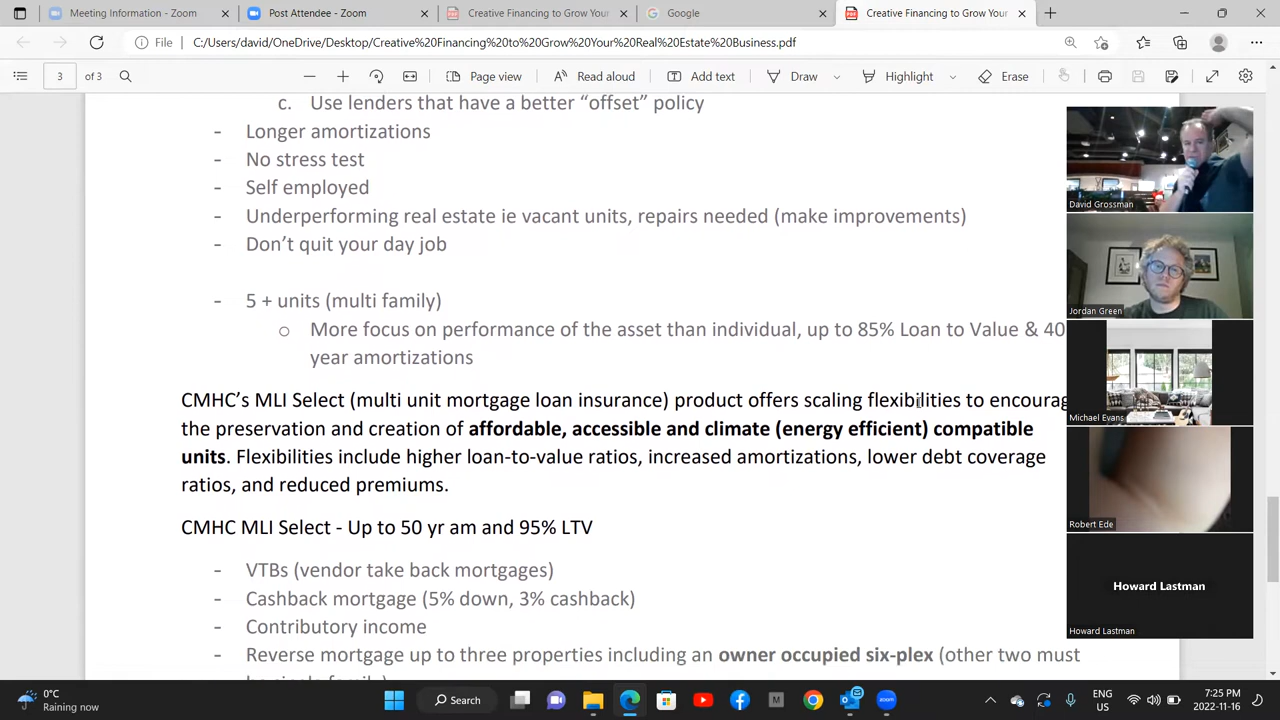 Meeting Information - Zoom
Post Attendee - Zoom
Creative Financing to Grow Your
Google
Creative Financing to Grow Your
File
C:/Users/david/OneDrive/Desktop/Creative%20Financing%20to%20Grow%20Your%20Real%20Estate%20Business.pdf
3 of 3
Page view
Read aloud
Add text
Draw
Highlight
Erase
c. Use lenders that have a better “offset” policy
- Longer amortizations
- No stress test
- Self employed
- Underperforming real estate ie vacant units, repairs needed (make improvements)
- Don’t quit your day job
- 5 + units (multi family)
o More focus on performance of the asset than individual, up to 85% Loan to Value & 40
year amortizations
CMHC’s MLI Select (multi unit mortgage loan insurance) product offers scaling flexibilities to encourag
the preservation and creation of affordable, accessible and climate (energy efficient) compatible
units. Flexibilities include higher loan-to-value ratios, increased amortizations, lower debt coverage
ratios, and reduced premiums.
CMHC MLI Select - Up to 50 yr am and 95% LTV
- VTBs (vendor take back mortgages)
- Cashback mortgage (5% down, 3% cashback)
- Contributory income
- Reverse mortgage up to three properties including an owner occupied six-plex (other two must
David Grossman
Jordan Green
Michael Evans
Robert Ede
Howard Lastman
Howard Lastman
0°C
Raining now
Search
ENG
US
7:25 PM
2022-11-16